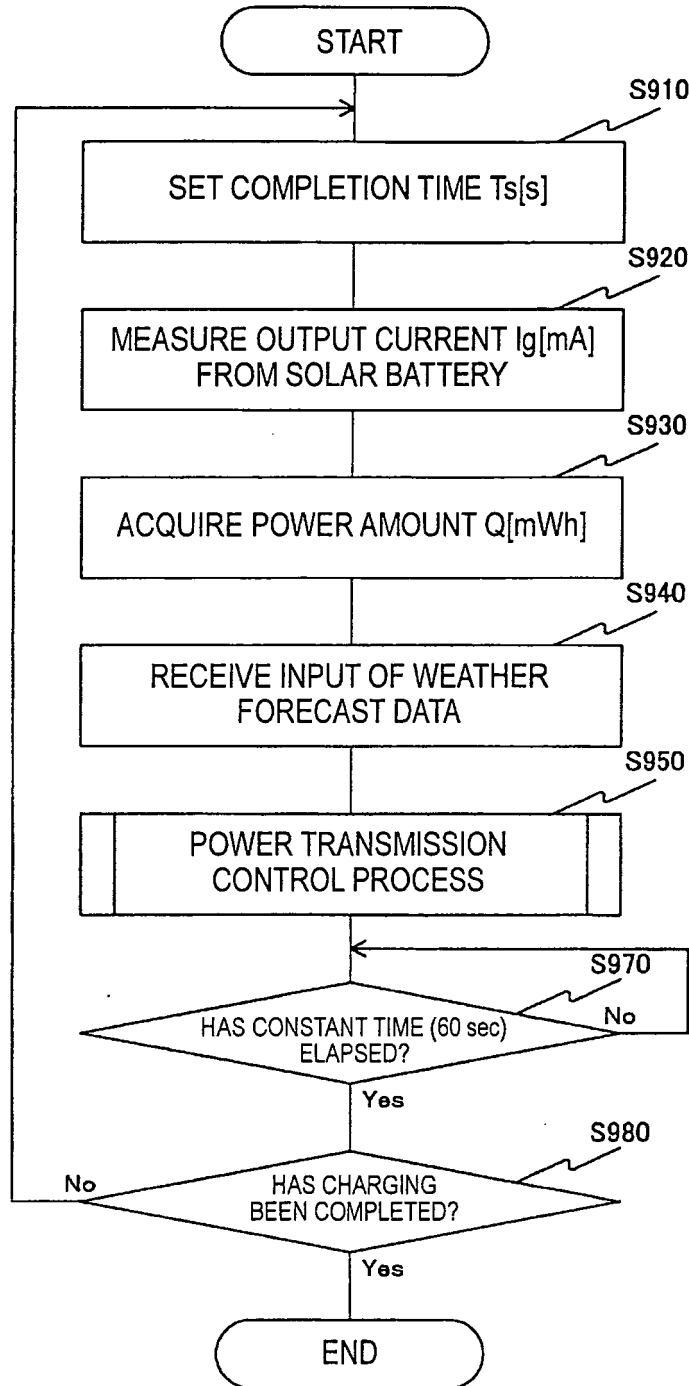 START
S910
SET COMPLETION TIME Ts[s]
S920
MEASURE OUTPUT CURRENT Ig[mA]
FROM SOLAR BATTERY
S930
ACQUIRE POWER AMOUNT Q[mWh]
S940
RECEIVE INPUT OF WEATHER
FORECAST DATA
S950
POWER TRANSMISSION
CONTROL PROCESS
S970
HAS CONSTANT TIME (60 sec)
ELAPSED?
No
Yes
S980
HAS CHARGING
BEEN COMPLETED?
No
Yes
END